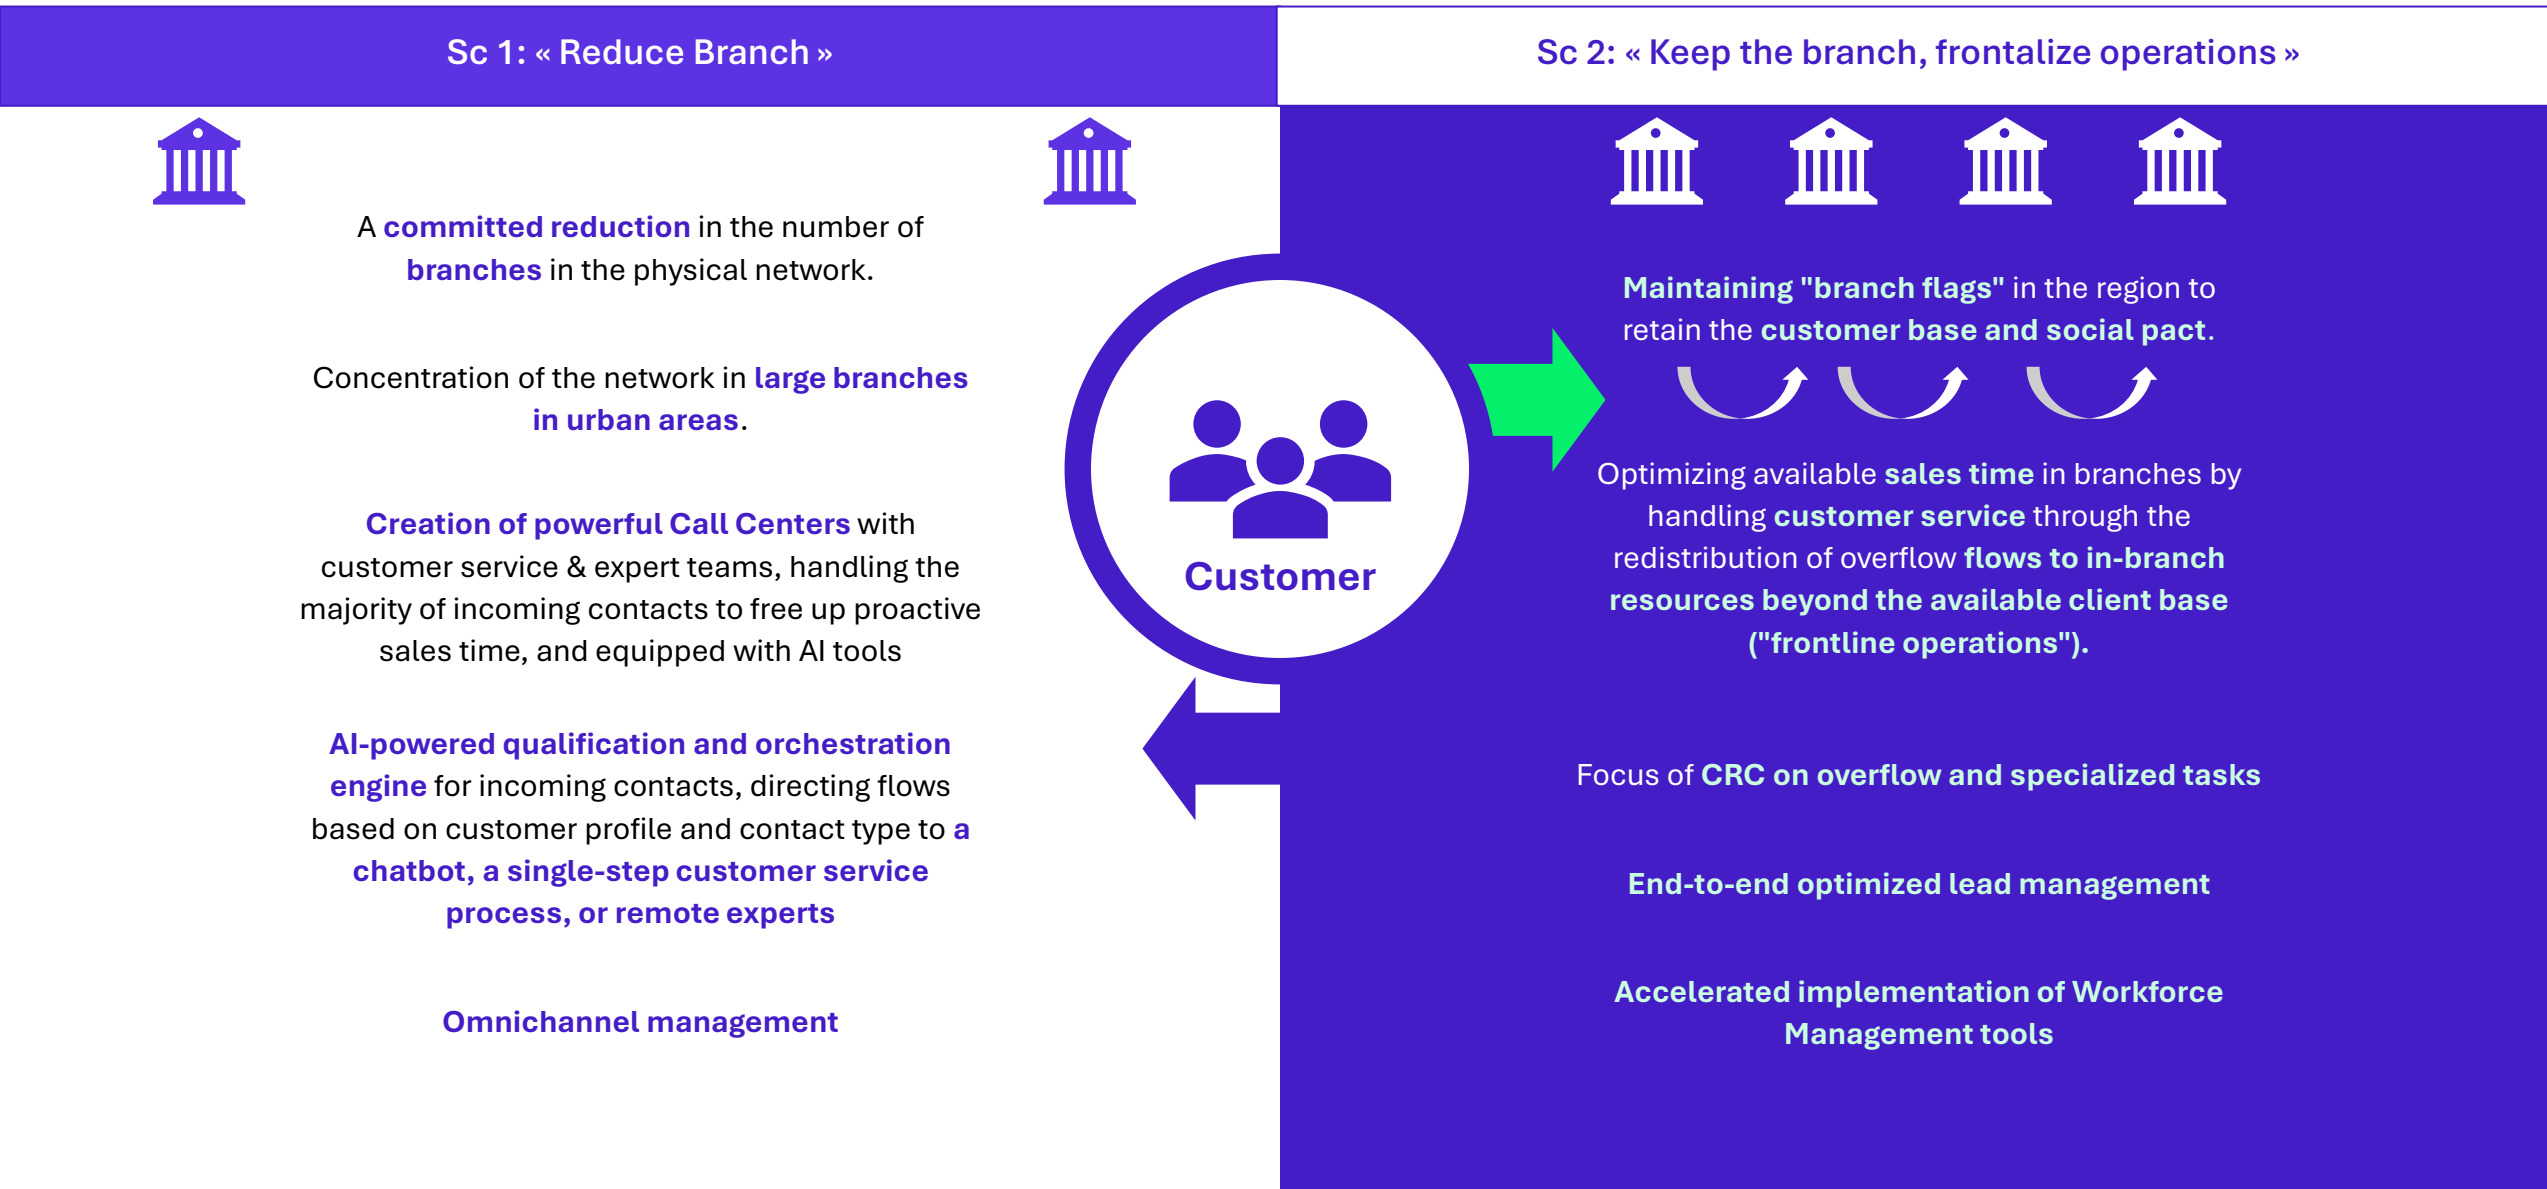 Sc 1: « Reduce Branch »
A committed reduction in the number of
branches in the physical network.
Concentration of the network in large branches
in urban areas.
Creation of powerful Call Centers with
customer service & expert teams, handling the
majority of incoming contacts to free up proactive
sales time, and equipped with AI tools
AI-powered qualification and orchestration
engine for incoming contacts, directing flows
based on customer profile and contact type to a
chatbot, a single-step customer service
process, or remote experts
Omnichannel management
Customer
Sc 2: « Keep the branch, frontalize operations »
Maintaining "branch flags" in the region to
retain the customer base and social pact.
Optimizing available sales time in branches by
handling customer service through the
redistribution of overflow flows to in-branch
resources beyond the available client base
("frontline operations").
Focus of CRC on overflow and specialized tasks
End-to-end optimized lead management
Accelerated implementation of Workforce
Management tools